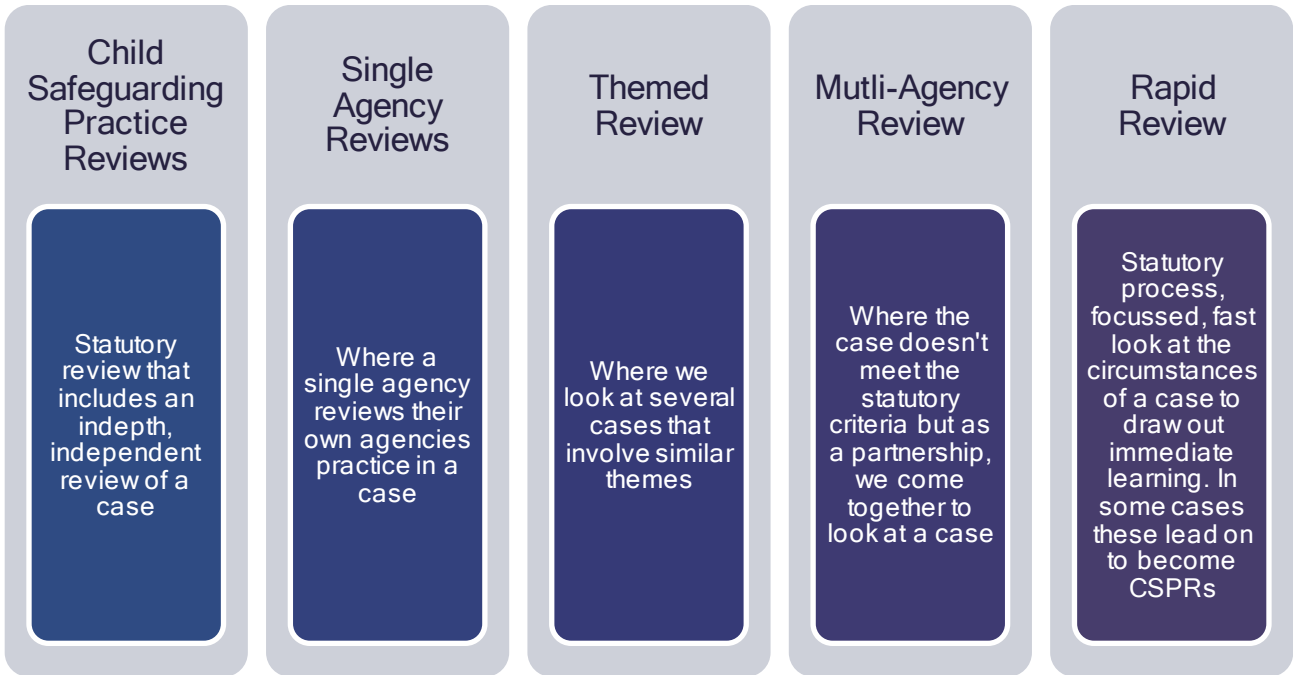 Child
Safeguarding
Practice
Reviews
Statutory
review that
includes an
indepth,
independent
review of a
case
Single
Agency
Reviews
Where a
single agency
reviews their
own agencies
practice in a
case
Themed
Review
Where we
look at several
cases that
involve similar
themes
Mutli-Agency
Review
Where the
case doesn't
meet the
statutory
criteria but as
a partnership,
we come
together to
look at a case
Rapid
Review
Statutory
process,
focussed, fast
look at the
circumstances
of a case to
draw out
immediate
learning. In
some cases
these lead on
to become
CSPRs